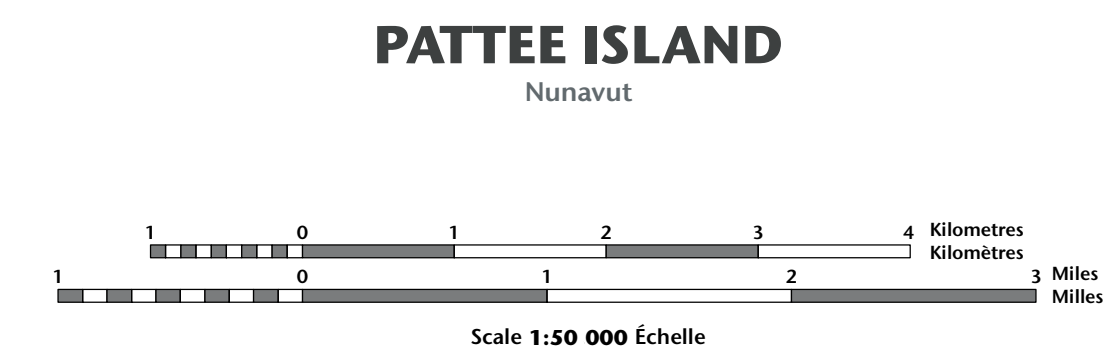 PATTEE ISLAND
Nunavut
1 0 1 2 3 4 Kilometres
Kilomètres
1 0 1 2 3 Miles
Milles
Scale 1:50 000 Échelle